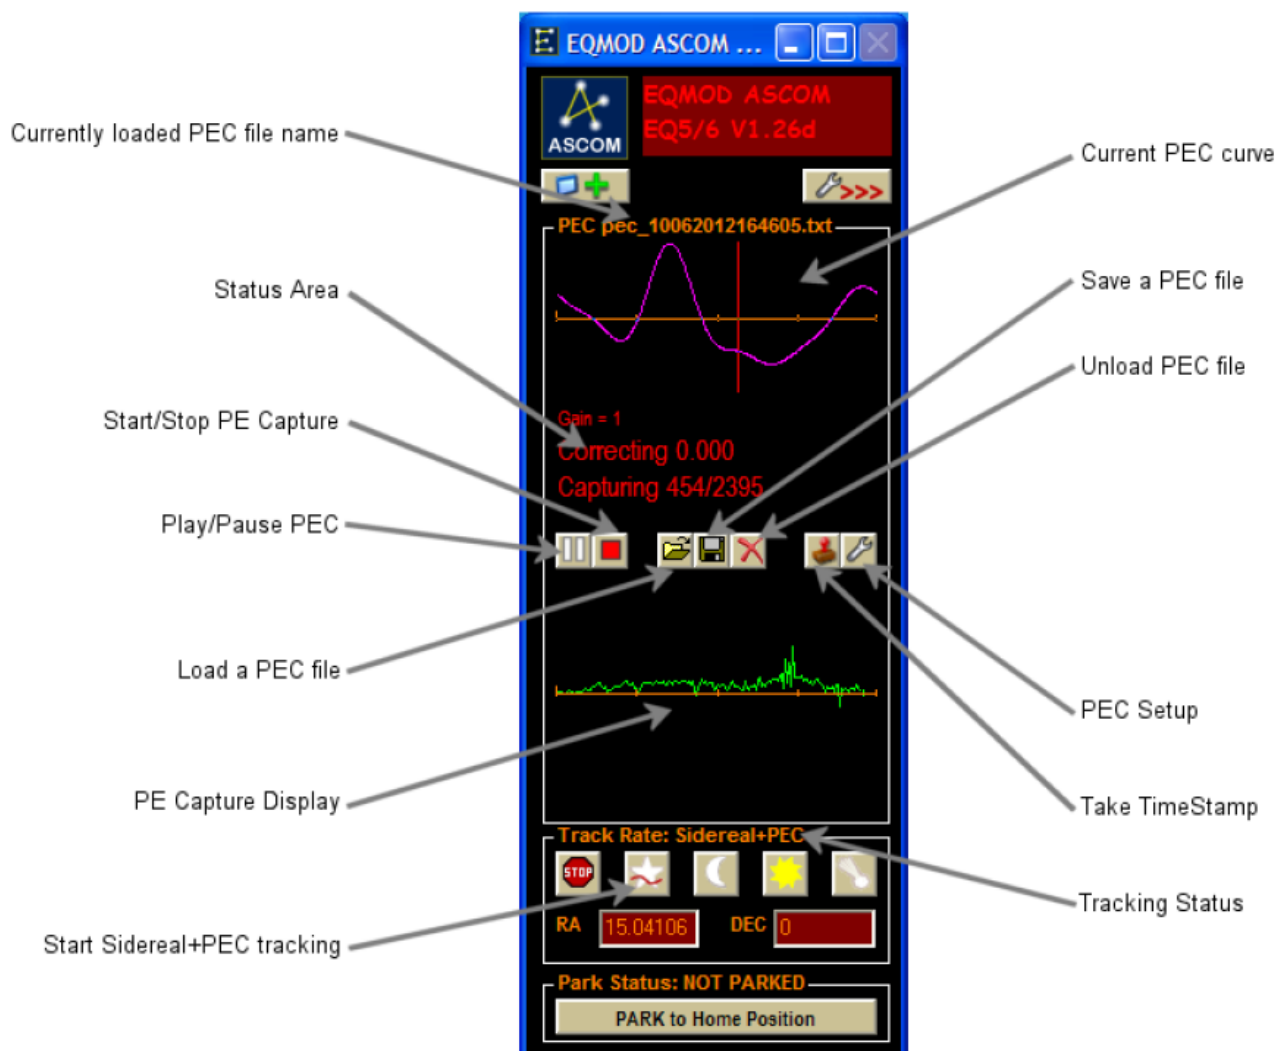 EQMOD ASCOM ...
ASCOM
EQMOD ASCOM
EQ5/6 V1.26d
>>>
PEC pec_10062012164605.txt
Gain = 1
Correcting 0.000
Capturing 454/2395
Track Rate: Sidereal+PEC
STOP
RA 15.04106 DEC 0
Park Status: NOT PARKED
PARK to Home Position
Currently loaded PEC file name
Status Area
Start/Stop PE Capture
Play/Pause PEC
Load a PEC file
PE Capture Display
Start Sidereal+PEC tracking
Current PEC curve
Save a PEC file
Unload PEC file
PEC Setup
Take TimeStamp
Tracking Status